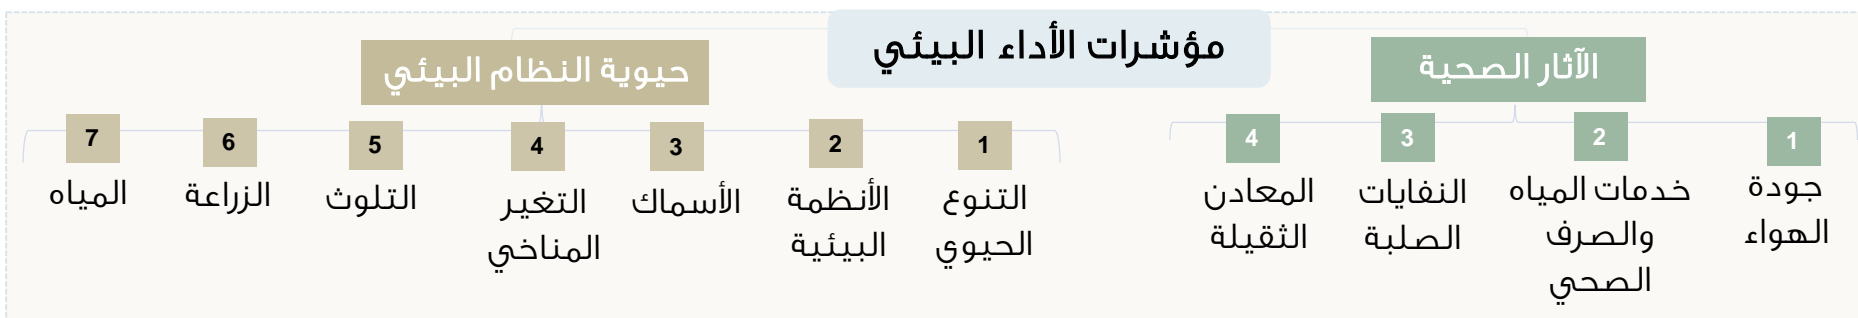 مؤشرات الأداء البيئي
الآثار الصحية
1
جودة
الهواء
2
خدمات المياه
والصرف
الصحي
3
النفايات
الصلبة
4
المعادن
الثقيلة
حيوية النظام البيئي
1
التنوع
الحيوي
2
الأنظمة
البيئية
3
الأسماك
4
التغير
المناخي
5
التلوث
6
الزراعة
7
المياه